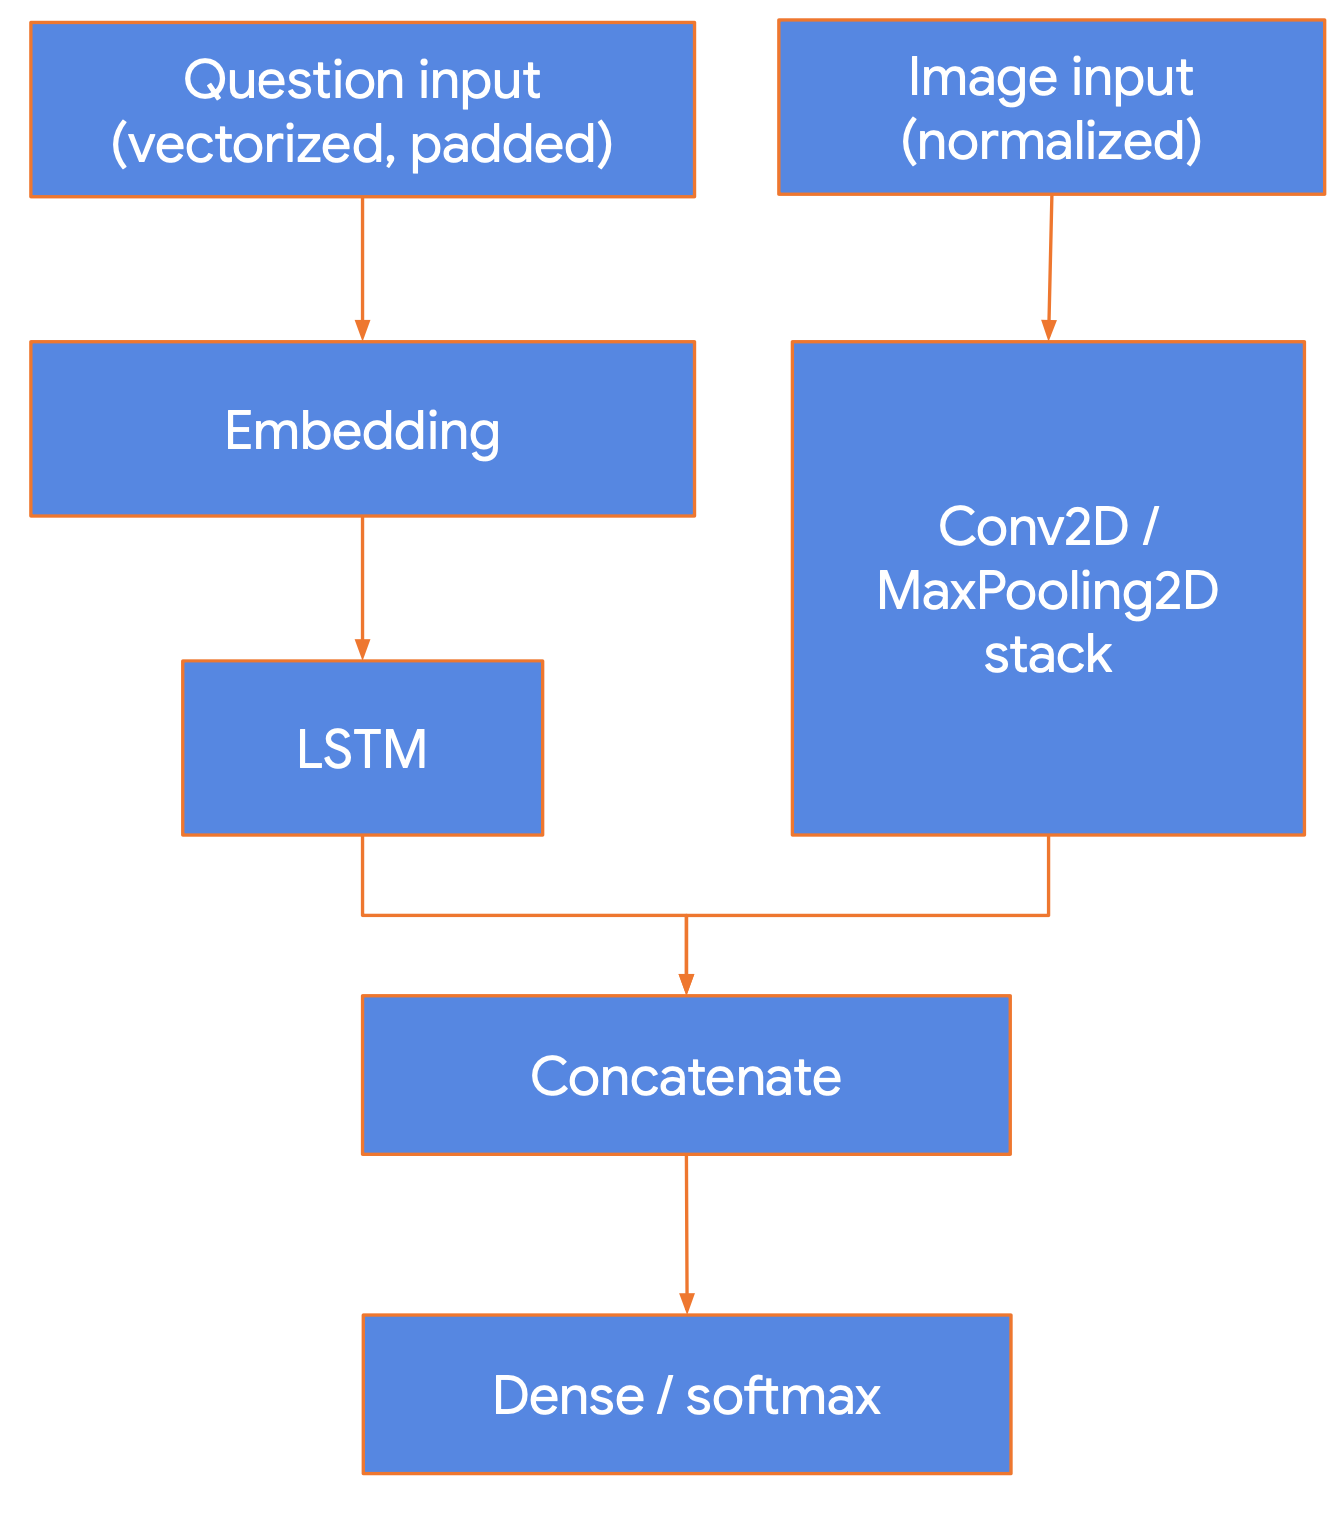 Question input
(vectorized, padded)
Image input
(normalized)
Embedding
Conv2D /
MaxPooling2D
stack
LSTM
Concatenate
Dense / softmax